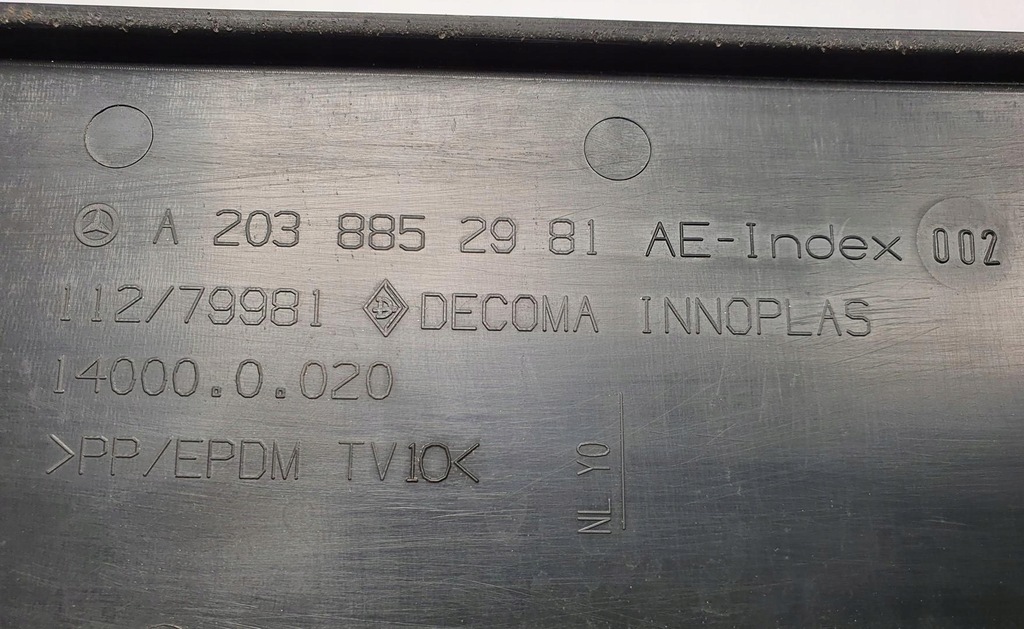 A 203 885 29 81 AE-Index 002
112/79981 DECOMA INNOPLAS
14000.0.020
>PP/EPDM TV10<
NL YO